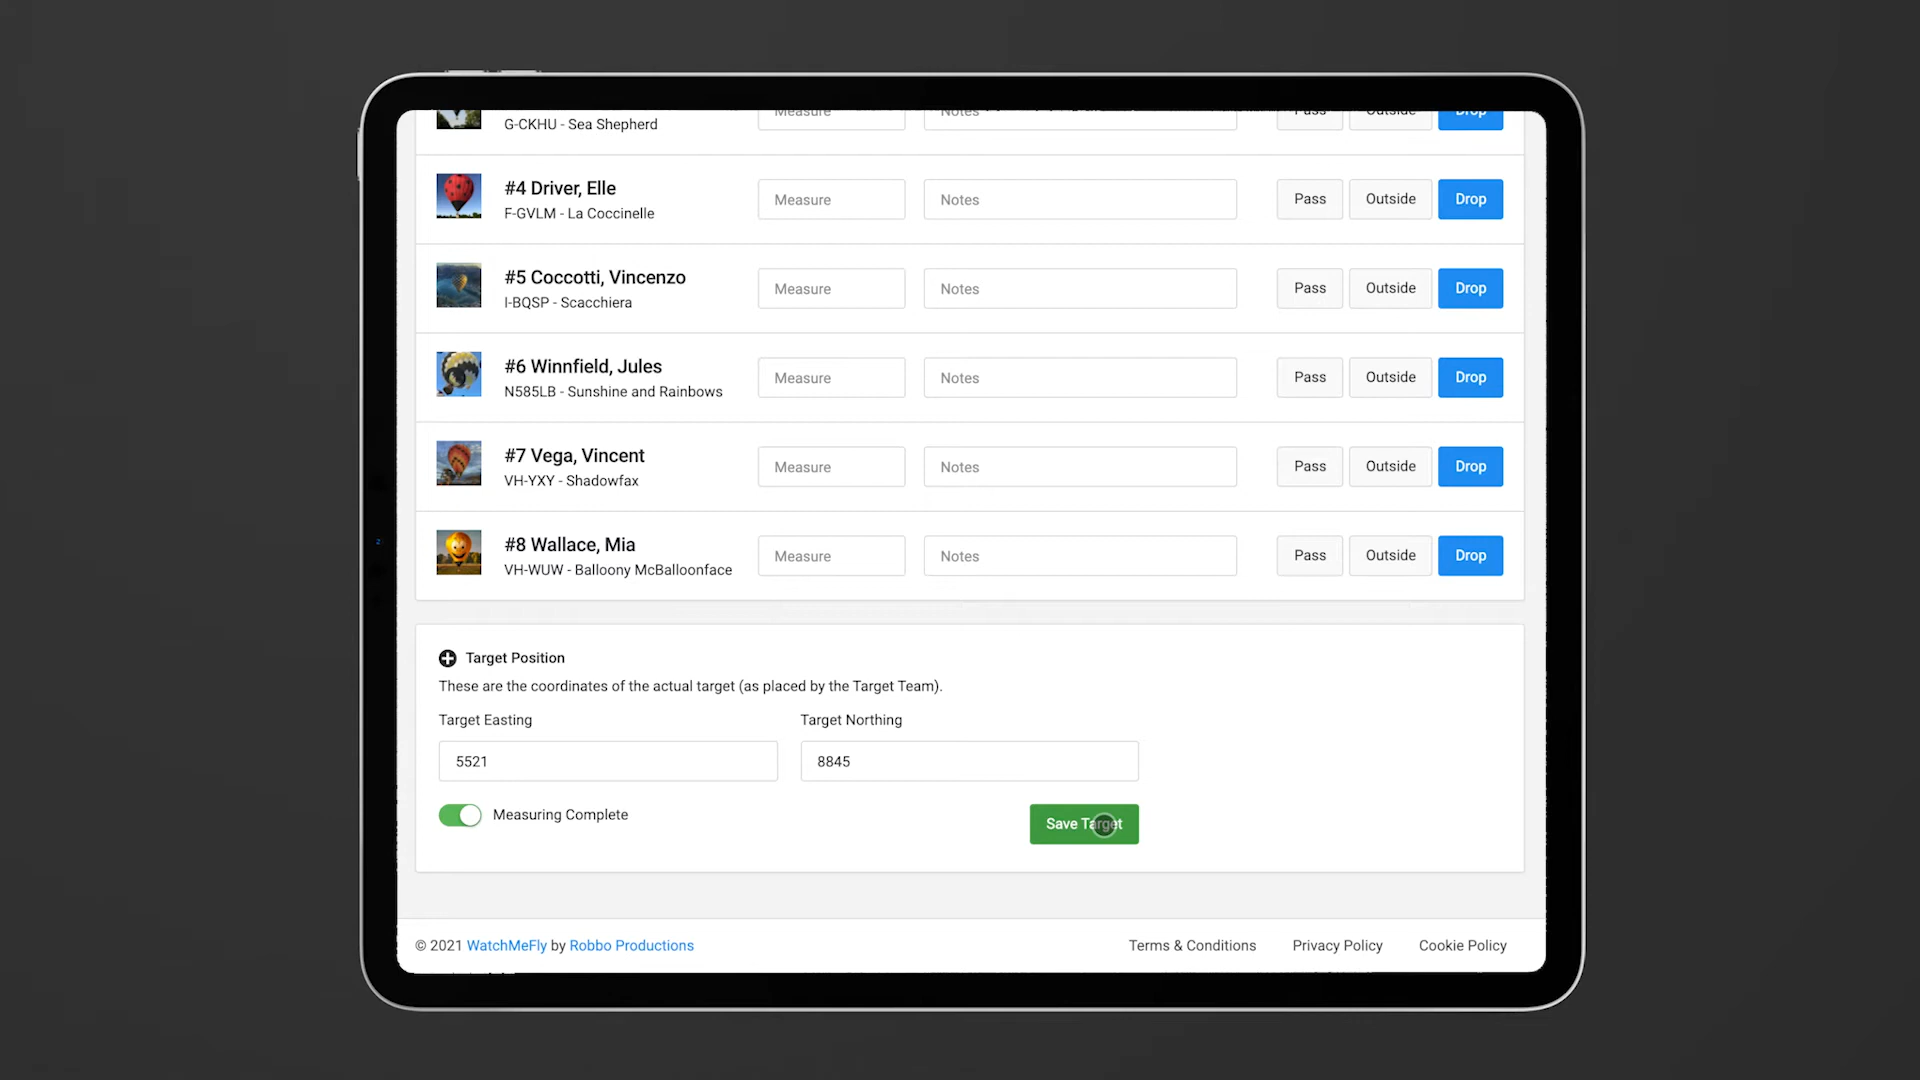 G-CKHU - Sea Shepherd
Measure
Notes
Pass
Outside
Drop
#4 Driver, Elle
F-GVLM - La Coccinelle
Measure
Notes
Pass
Outside
Drop
#5 Coccotti, Vincenzo
I-BQSP - Scacchiera
Measure
Notes
Pass
Outside
Drop
#6 Winnfield, Jules
N585LB - Sunshine and Rainbows
Measure
Notes
Pass
Outside
Drop
#7 Vega, Vincent
VH-YXY - Shadowfax
Measure
Notes
Pass
Outside
Drop
#8 Wallace, Mia
VH-WUW - Balloony McBalloonface
Measure
Notes
Pass
Outside
Drop
Target Position
These are the coordinates of the actual target (as placed by the Target Team).
Target Easting
Target Northing
5521
8845
Measuring Complete
Save Target
© 2021 WatchMeFly by Robbo Productions
Terms & Conditions
Privacy Policy
Cookie Policy